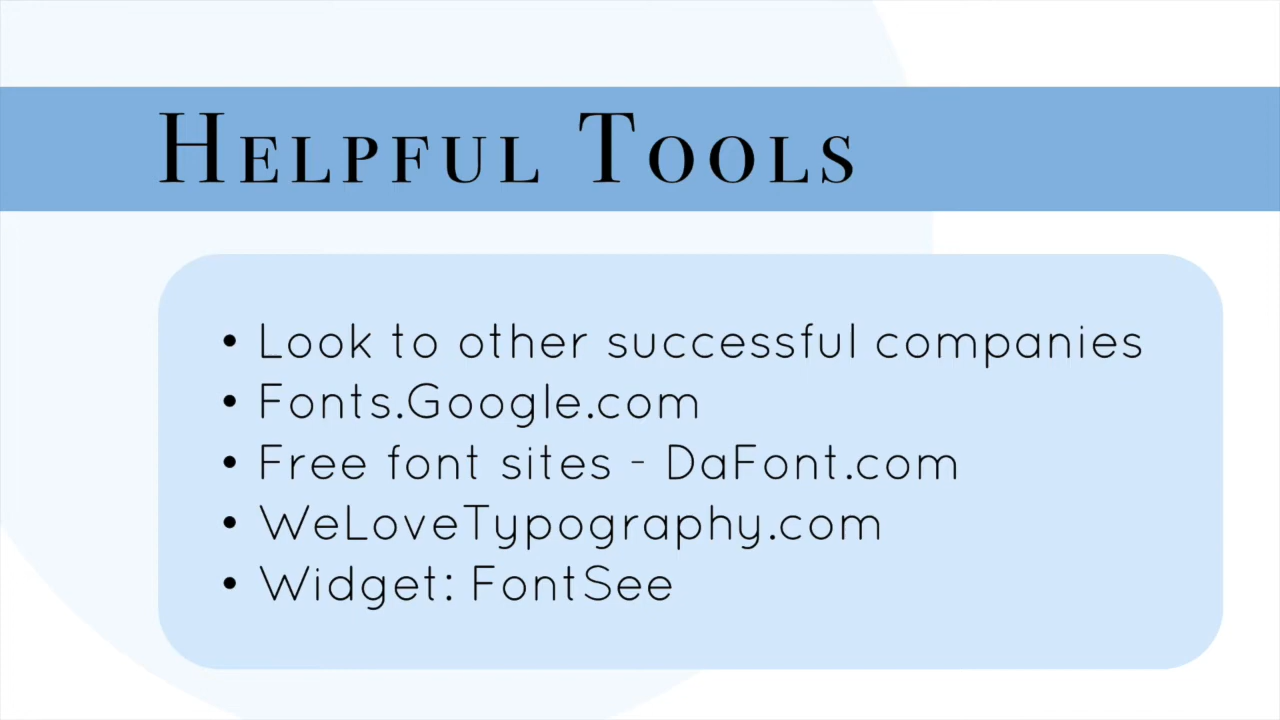 Helpful Tools
• Look to other successful companies
• Fonts.Google.com
• Free font sites - DaFont.com
• WeLoveTypography.com
• Widget: FontSee